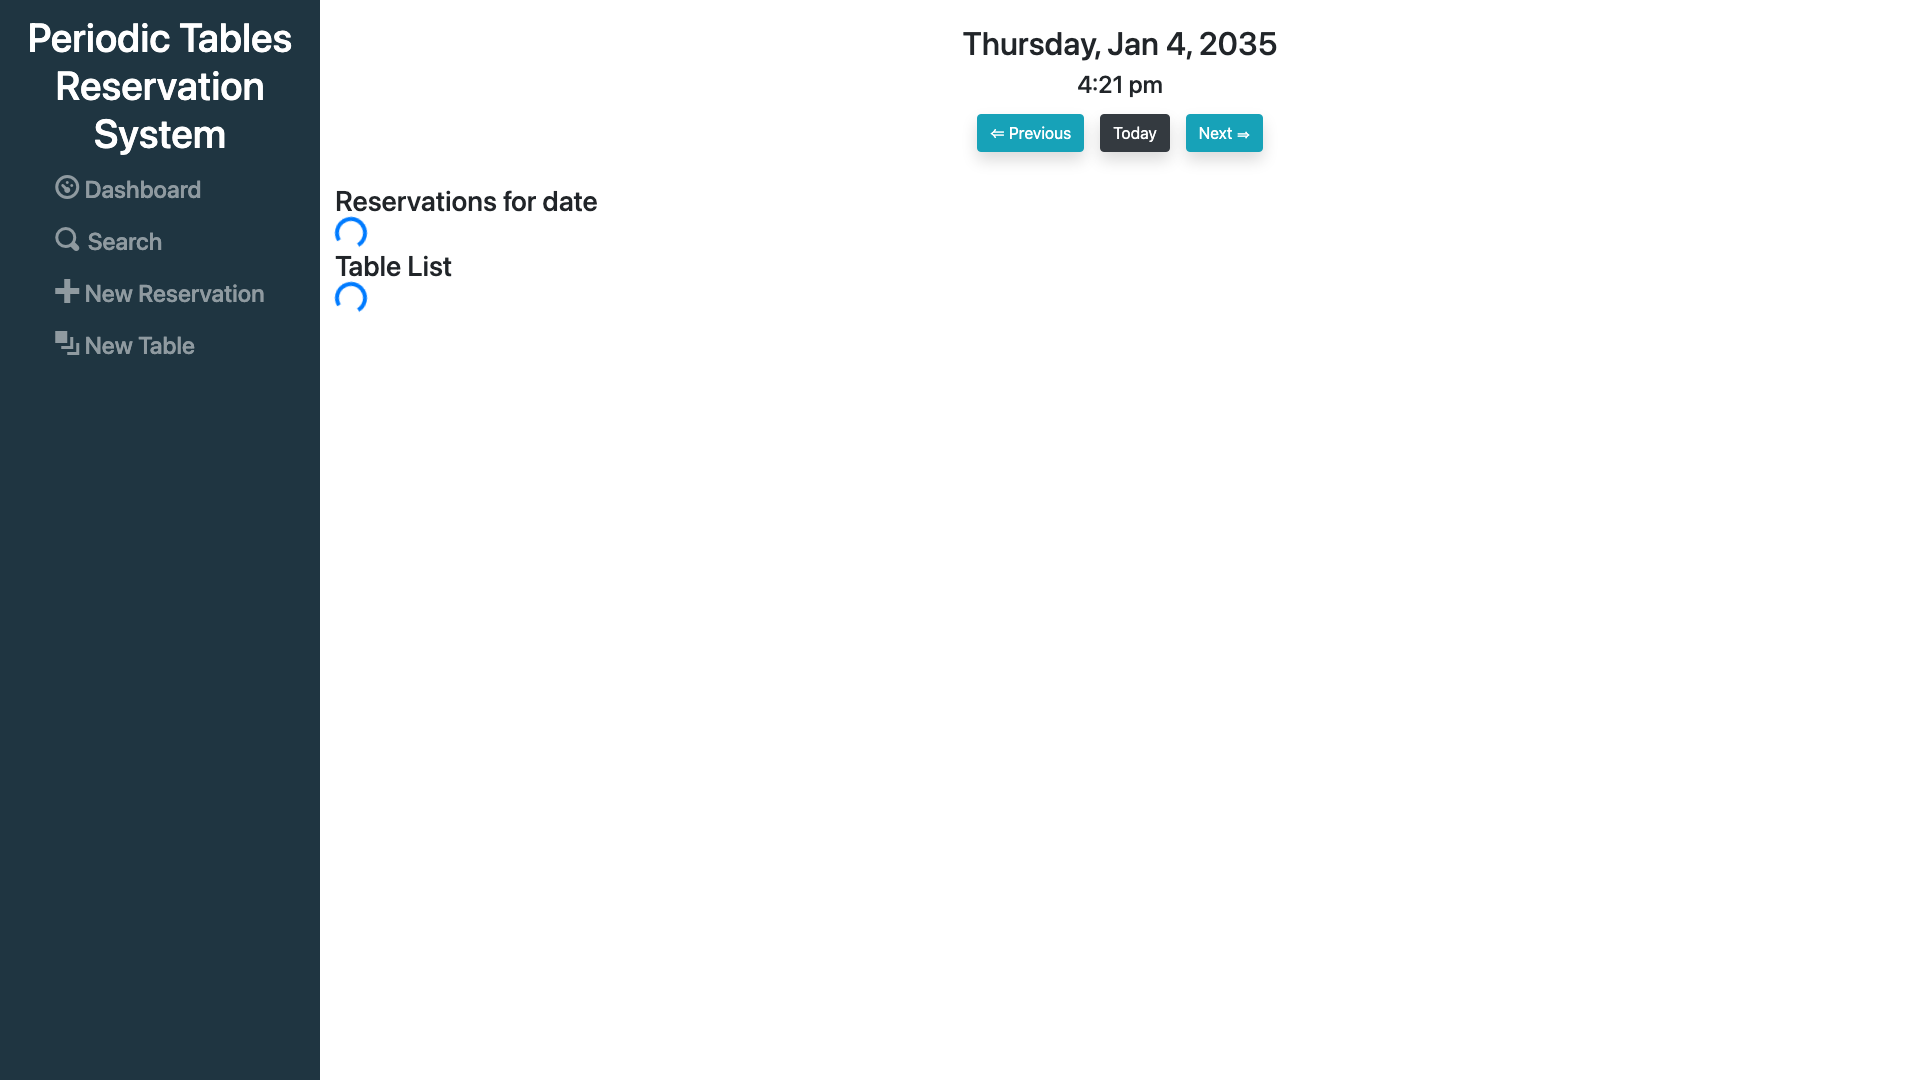 Periodic Tables
Reservation
System
Dashboard
Search
New Reservation
New Table
Thursday, Jan 4, 2035
4:21 pm
⇐ Previous
Today
Next ⇒
Reservations for date
Table List